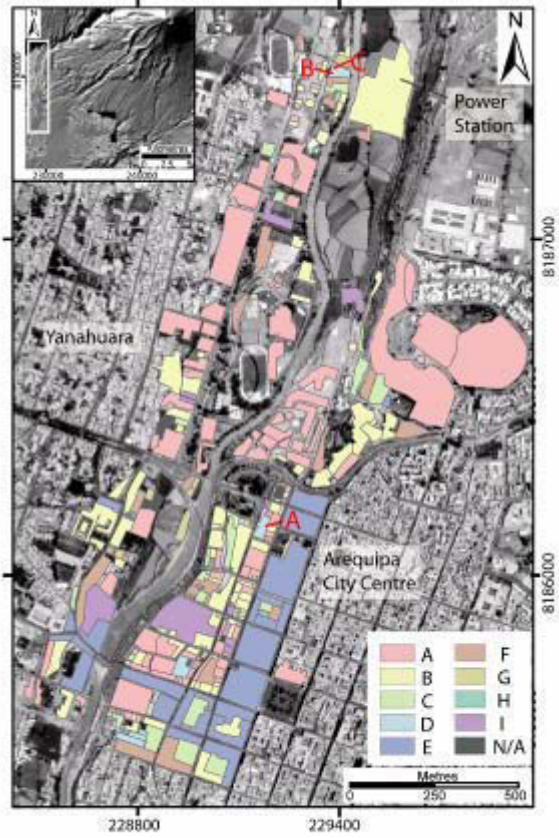 N
N
B
C
Power
Station
8187000
Yanahuara
A
Arequipa
City Centre
8186000
A
F
B
G
C
H
D
I
E
N/A
Metres
0
250
500
228800
229400